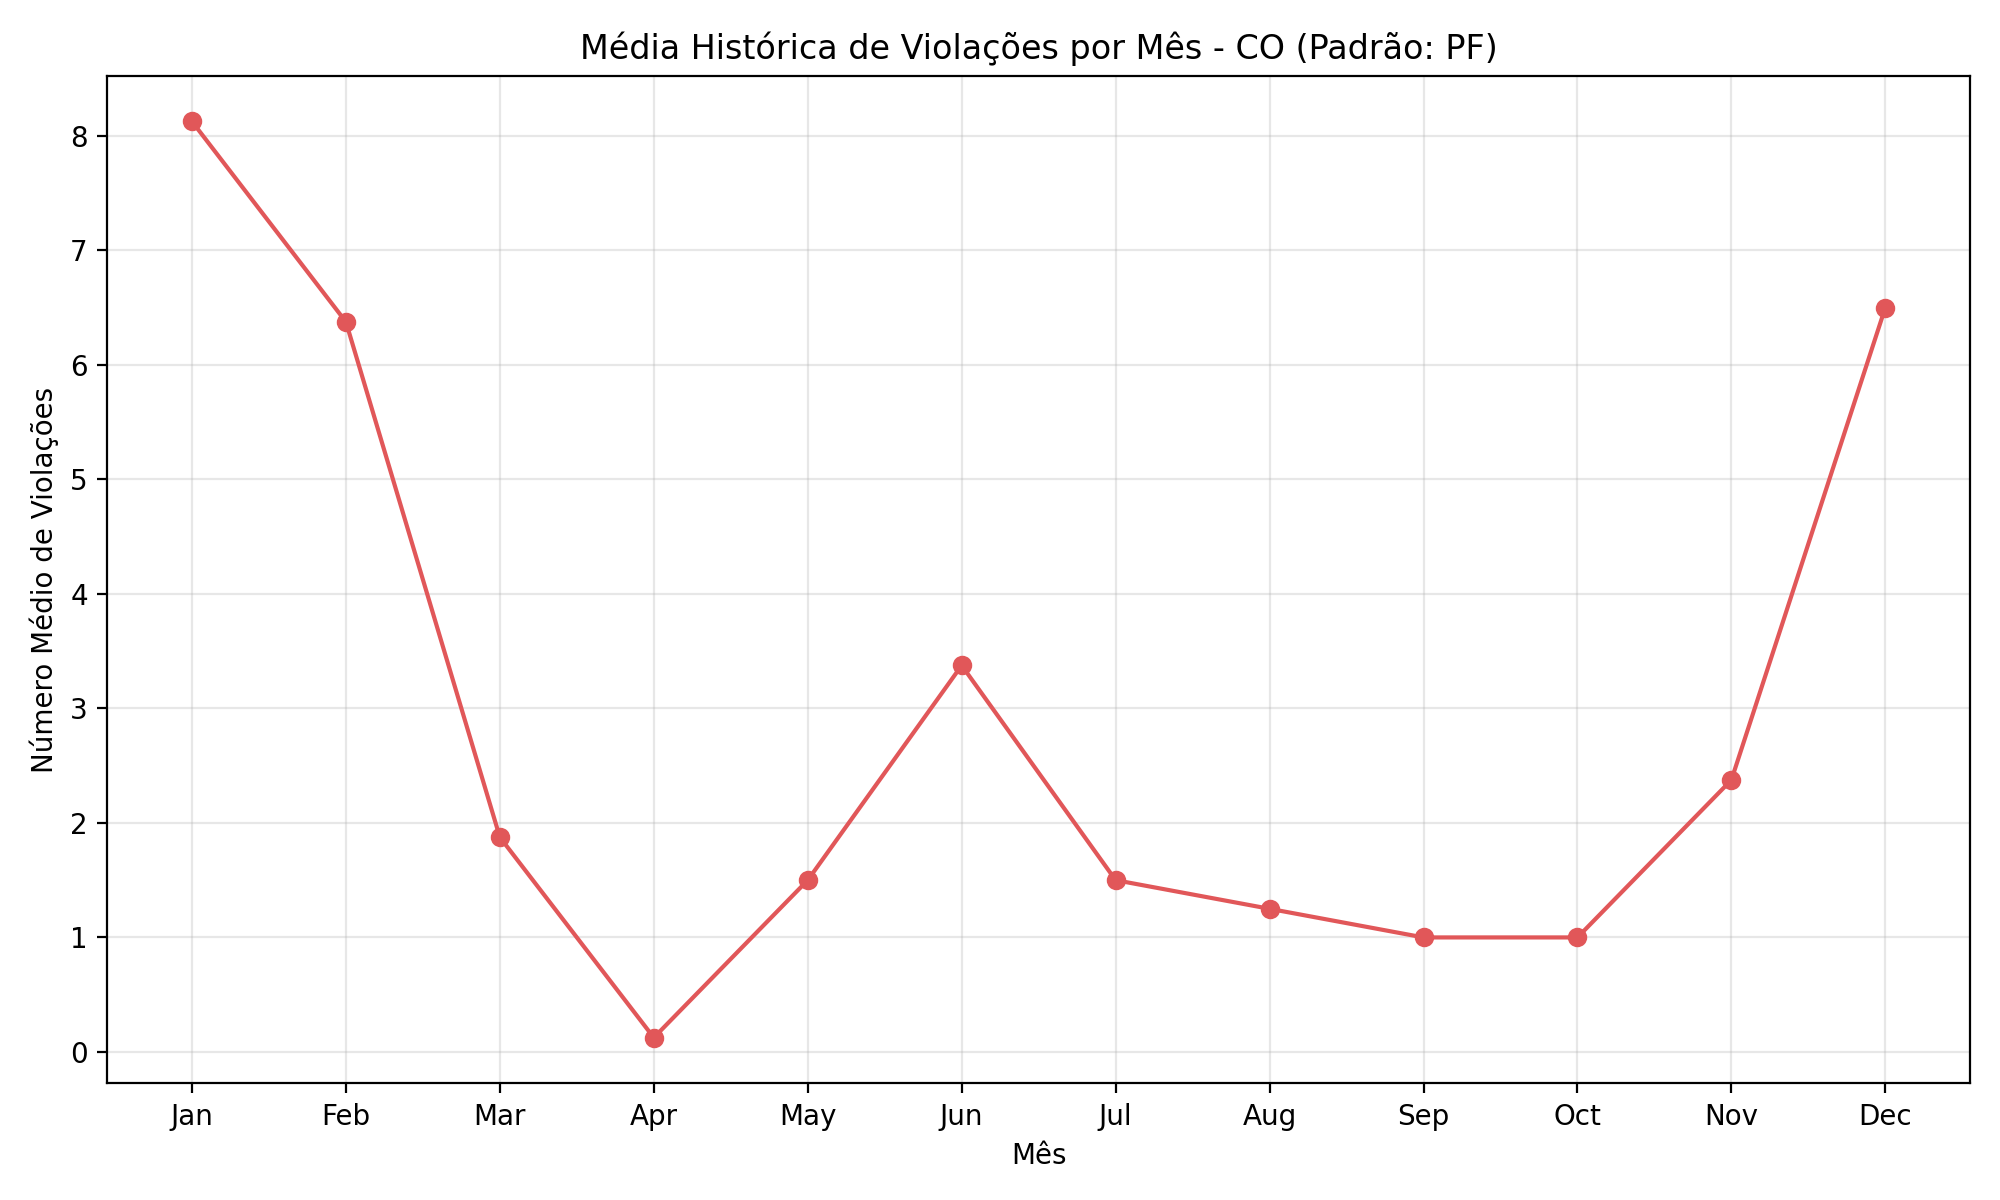 Média Histórica de Violações por Mês - CO (Padrão: PF)
Número Médio de Violações
8
7
6
5
4
3
2
1
0
Jan Feb Mar Apr May Jun Jul Aug Sep Oct Nov Dec
Mês